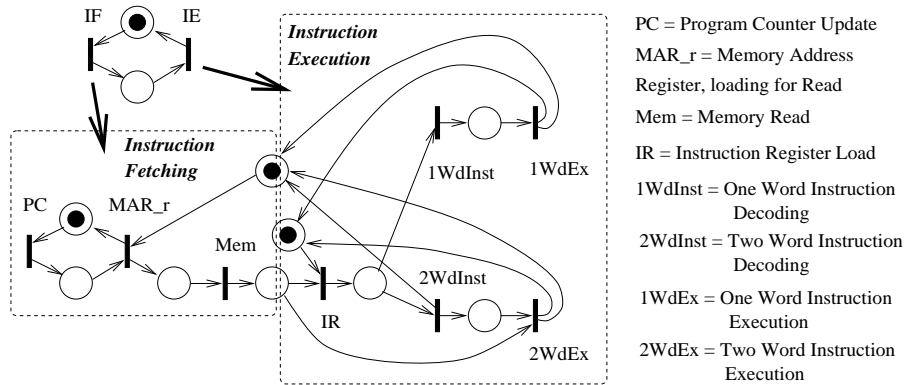 IF IE
Instruction
Execution
Instruction
Fetching
PC MAR_r
Mem
IR
1WdInst
1WdEx
2WdInst
2WdEx
PC = Program Counter Update
MAR_r = Memory Address
Register, loading for Read
Mem = Memory Read
IR = Instruction Register Load
1WdInst = One Word Instruction
Decoding
2WdInst = Two Word Instruction
Decoding
1WdEx = One Word Instruction
Execution
2WdEx = Two Word Instruction
Execution